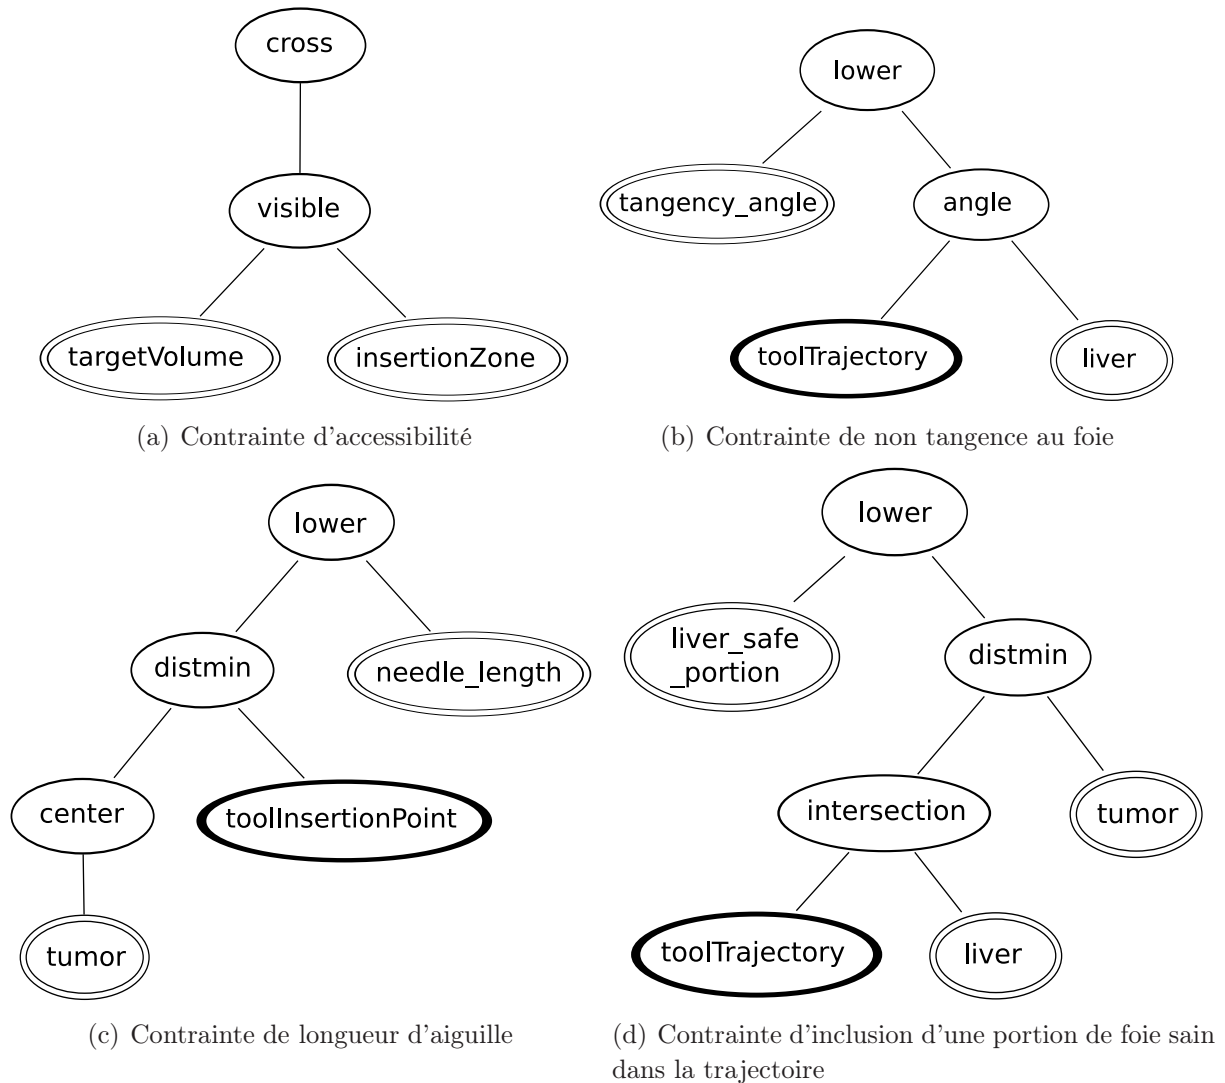 cross
visible
targetVolume
insertionZone
(a) Contrainte d'accessibilité
lower
tangency_angle
angle
toolTrajectory
liver
(b) Contrainte de non tangence au foie
lower
distmin
needle_length
center
toolInsertionPoint
tumor
(c) Contrainte de longueur d'aiguille
lower
liver_safe
_portion
distmin
intersection
tumor
toolTrajectory
liver
(d) Contrainte d'inclusion d'une portion de foie sain
dans la trajectoire